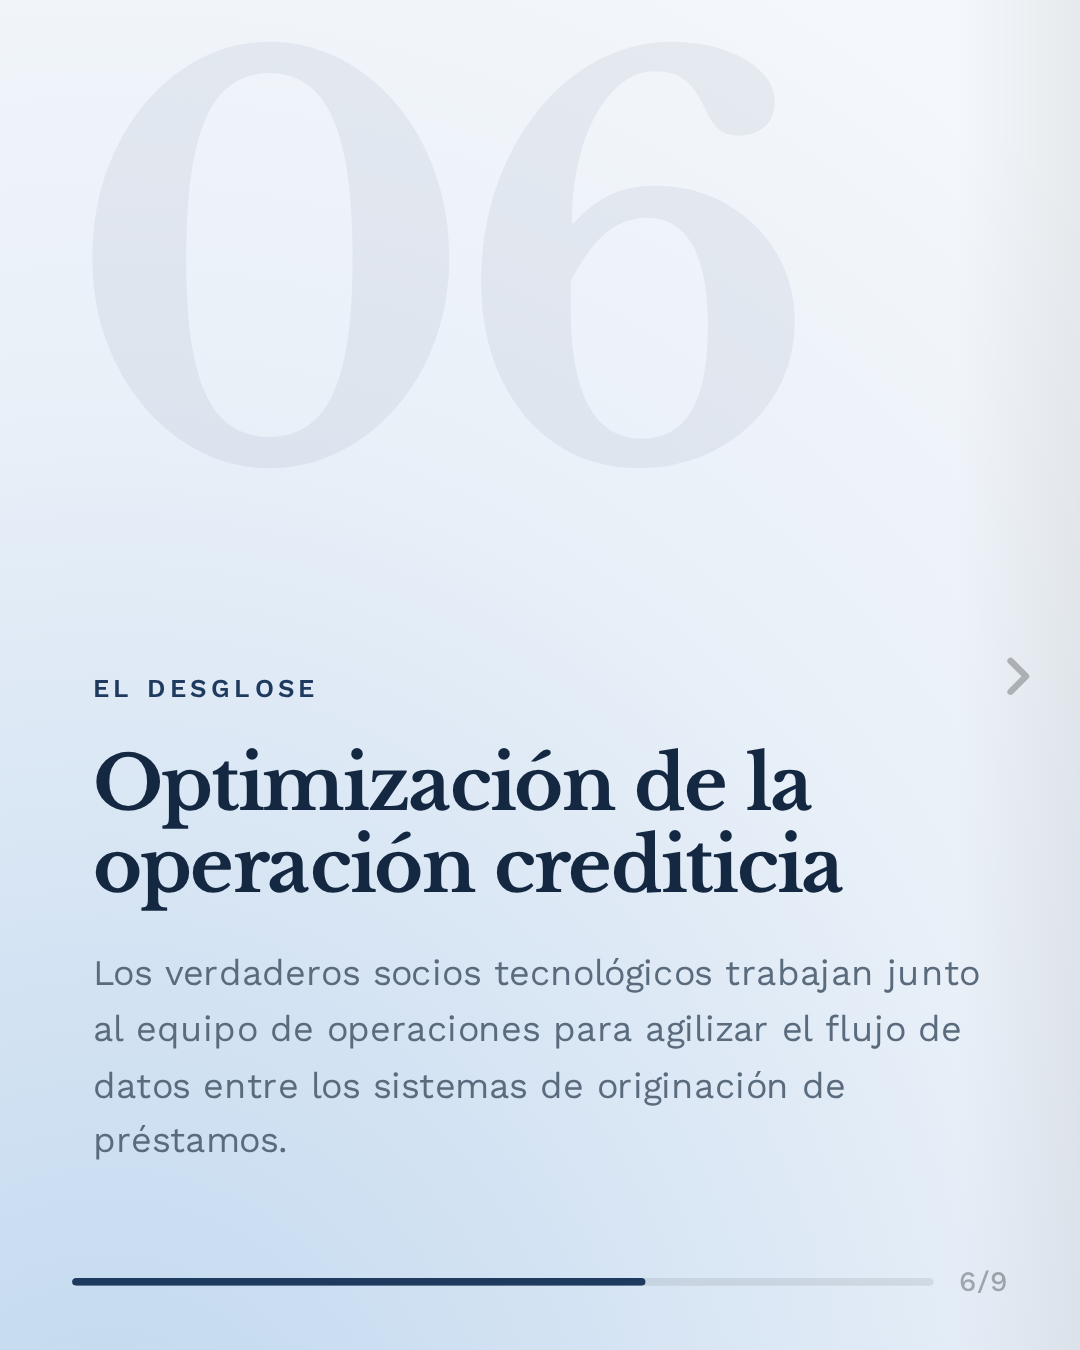 06
EL DESGLOSE
Optimización de la
operación crediticia
Los verdaderos socios tecnológicos trabajan junto
al equipo de operaciones para agilizar el flujo de
datos entre los sistemas de originación de
préstamos.
6/9